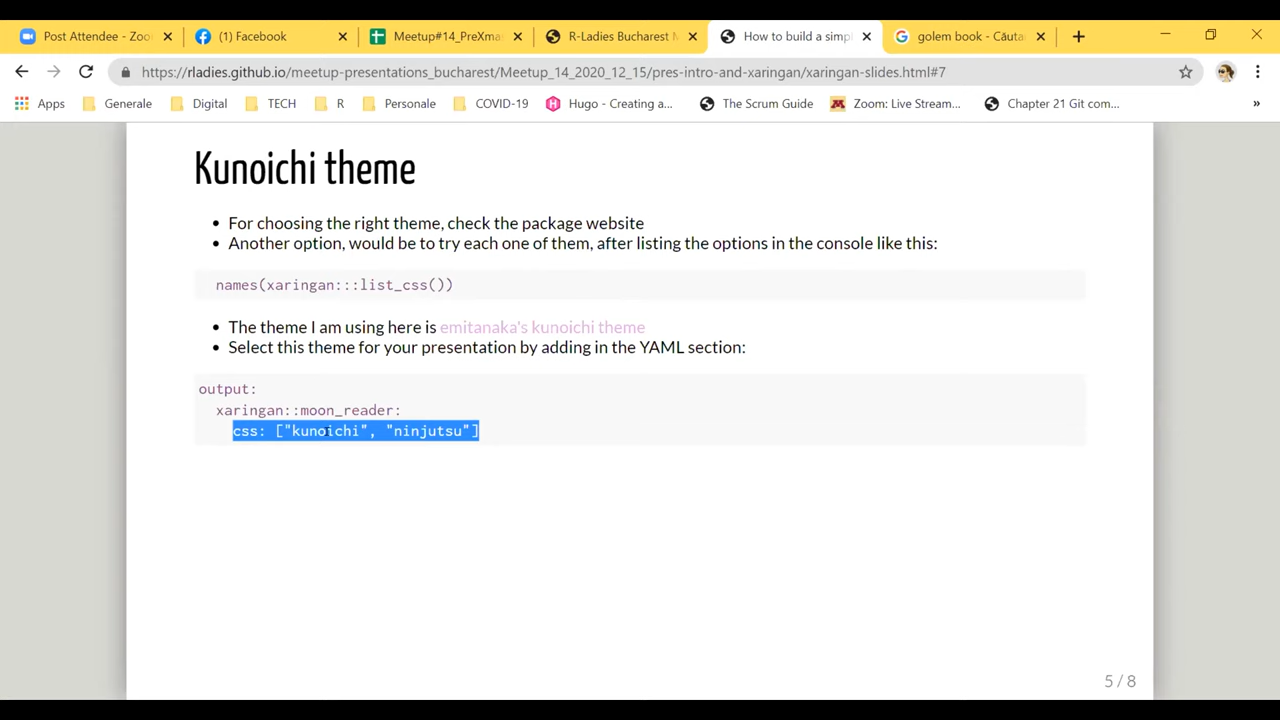 Post Attendee - Zoo
(1) Facebook
Meetup#14_PreXma
R-Ladies Bucharest M
How to build a simpl
golem book - Căuta
https://rladies.github.io/meetup-presentations_bucharest/Meetup_14_2020_12_15/pres-intro-and-xaringan/xaringan-slides.html#7
Apps
Generale
Digital
TECH
R
Personale
COVID-19
Hugo - Creating a...
The Scrum Guide
Zoom: Live Stream...
Chapter 21 Git com...
»
Kunoichi theme
• For choosing the right theme, check the package website
• Another option, would be to try each one of them, after listing the options in the console like this:
names(xaringan:::list_css())
• The theme I am using here is emitanaka's kunoichi theme
• Select this theme for your presentation by adding in the YAML section:
output:
xaringan::moon_reader:
css: ["kunoichi", "ninjutsu"]
5 / 8